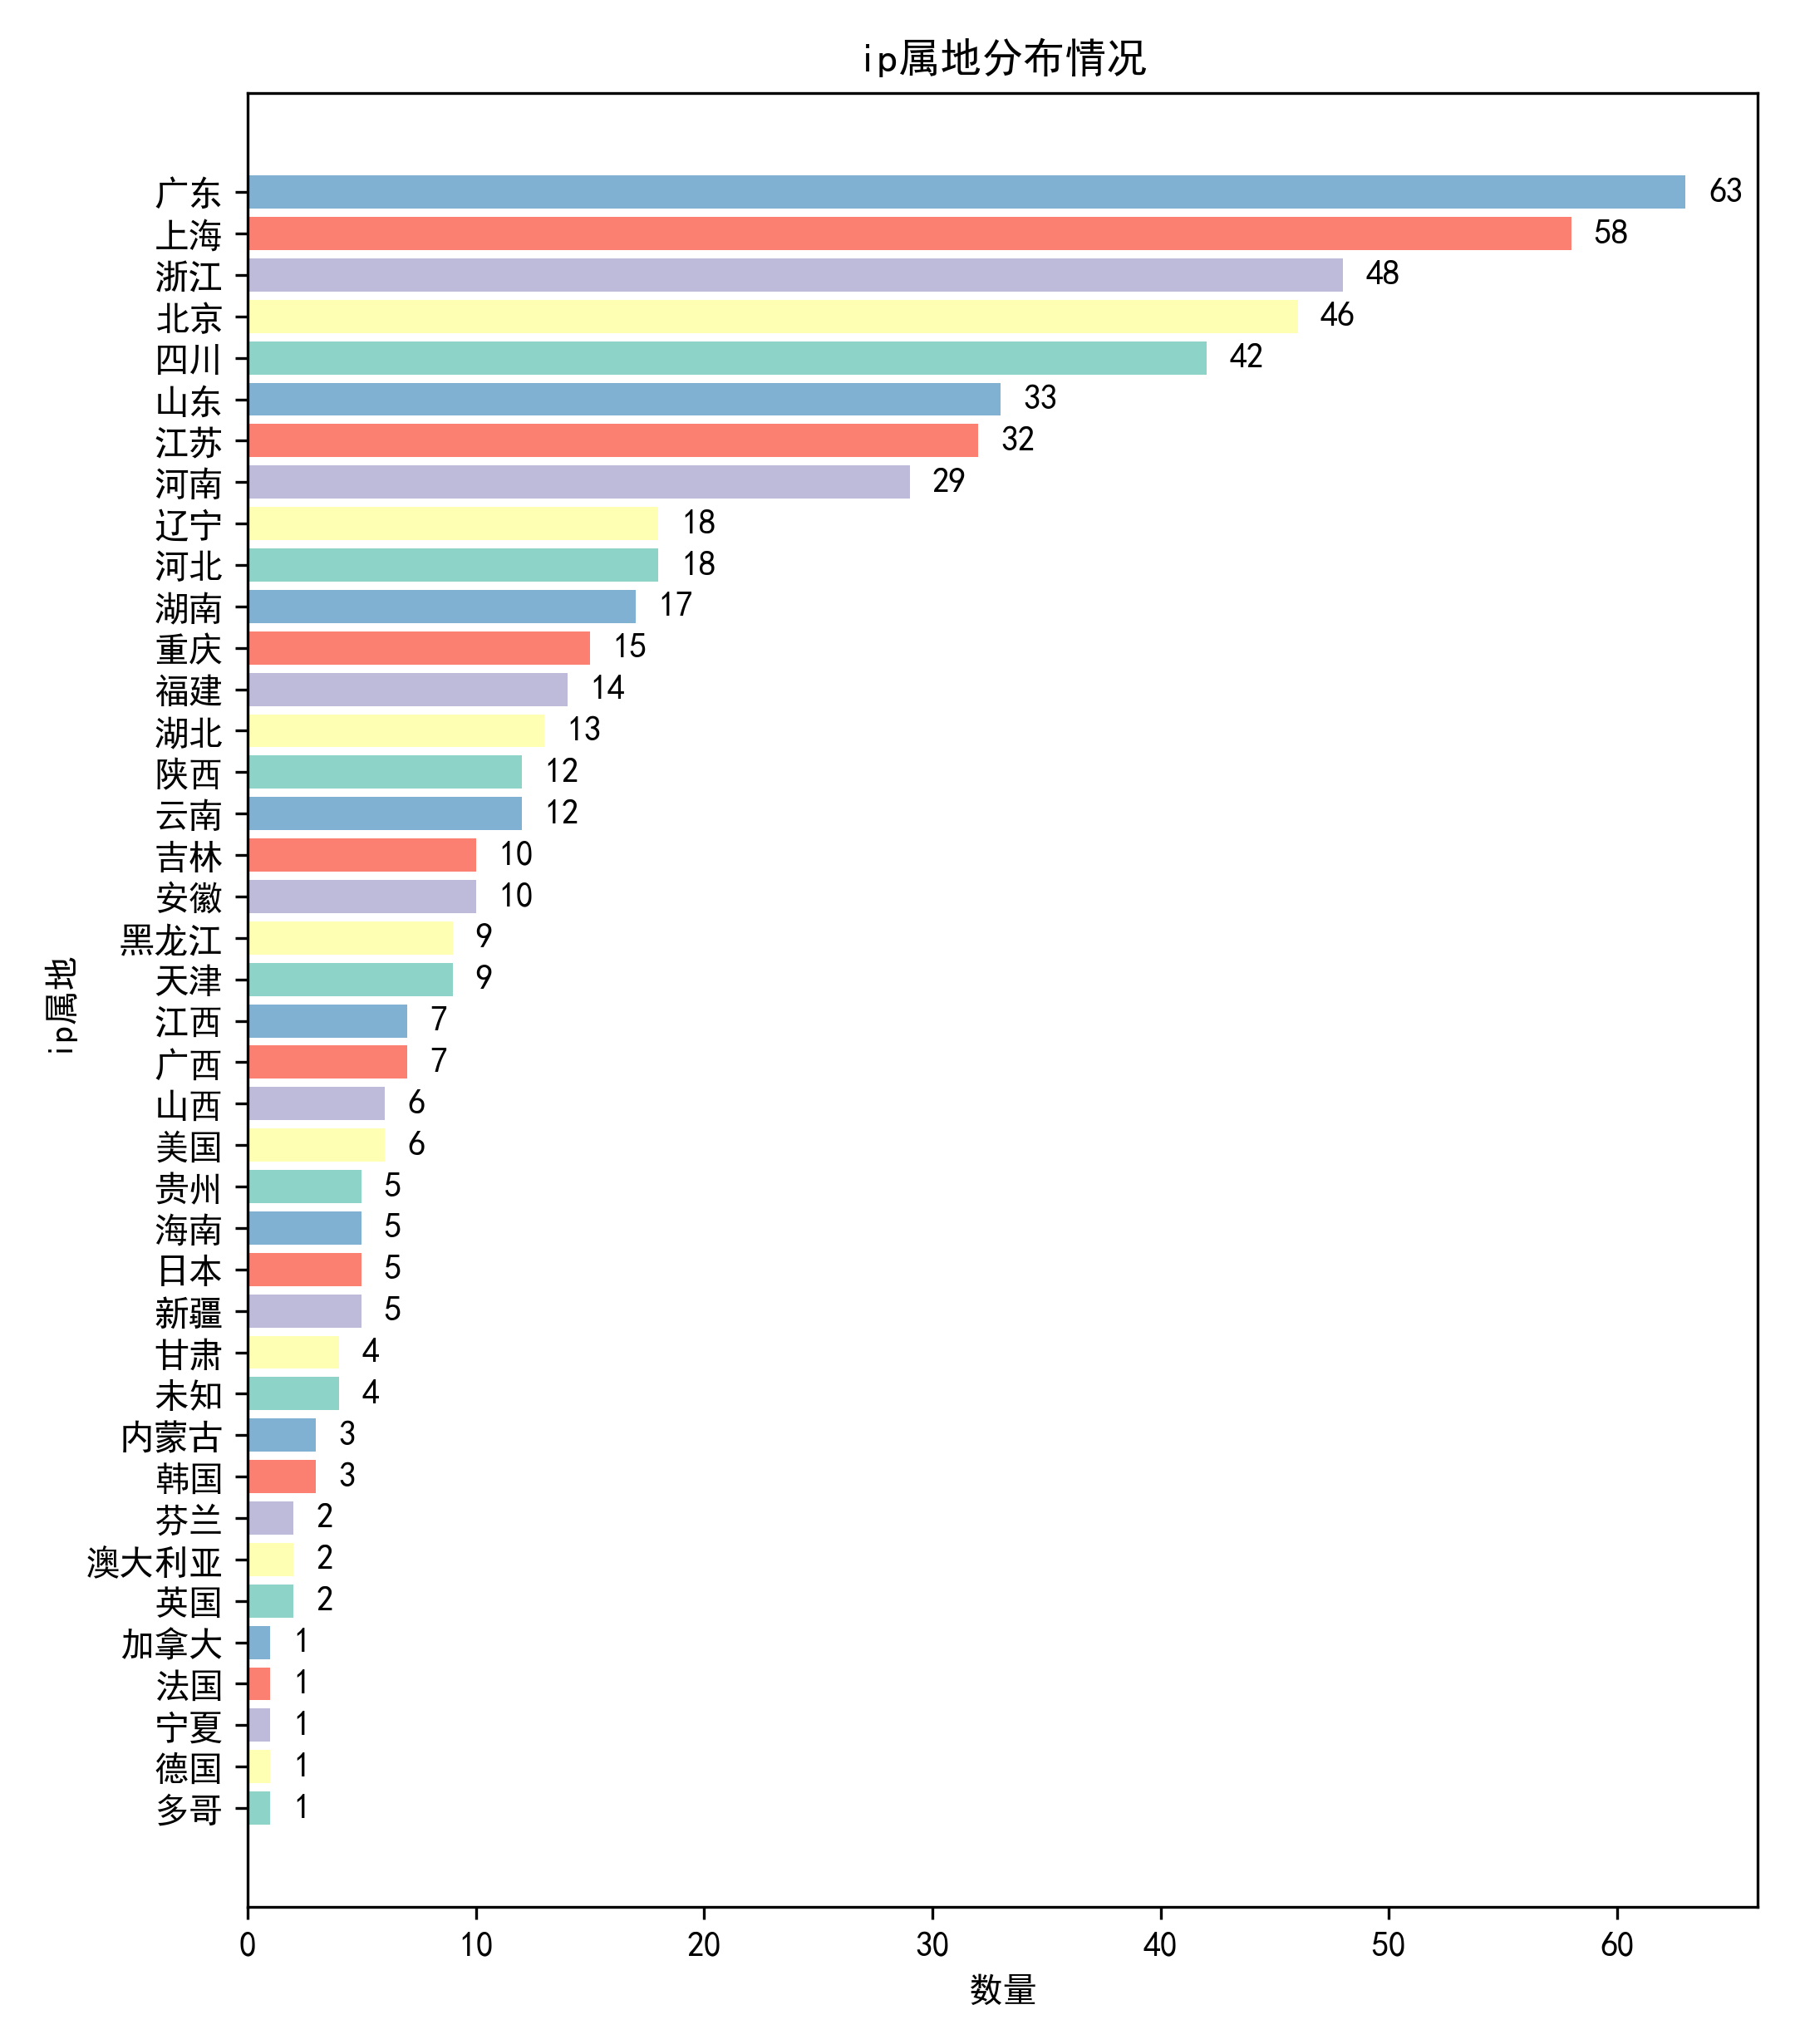 ip属地分布情况
广东 63
上海 58
浙江 48
北京 46
四川 42
山东 33
江苏 32
河南 29
辽宁 18
河北 18
湖南 17
重庆 15
福建 14
湖北 13
陕西 12
云南 12
吉林 10
安徽 10
黑龙江 9
天津 9
江西 7
广西 7
山西 6
美国 6
贵州 5
海南 5
日本 5
新疆 5
甘肃 4
未知 4
内蒙古 3
韩国 3
芬兰 2
澳大利亚 2
英国 2
加拿大 1
法国 1
宁夏 1
德国 1
多哥 1
ip属地
0 10 20 30 40 50 60
数量